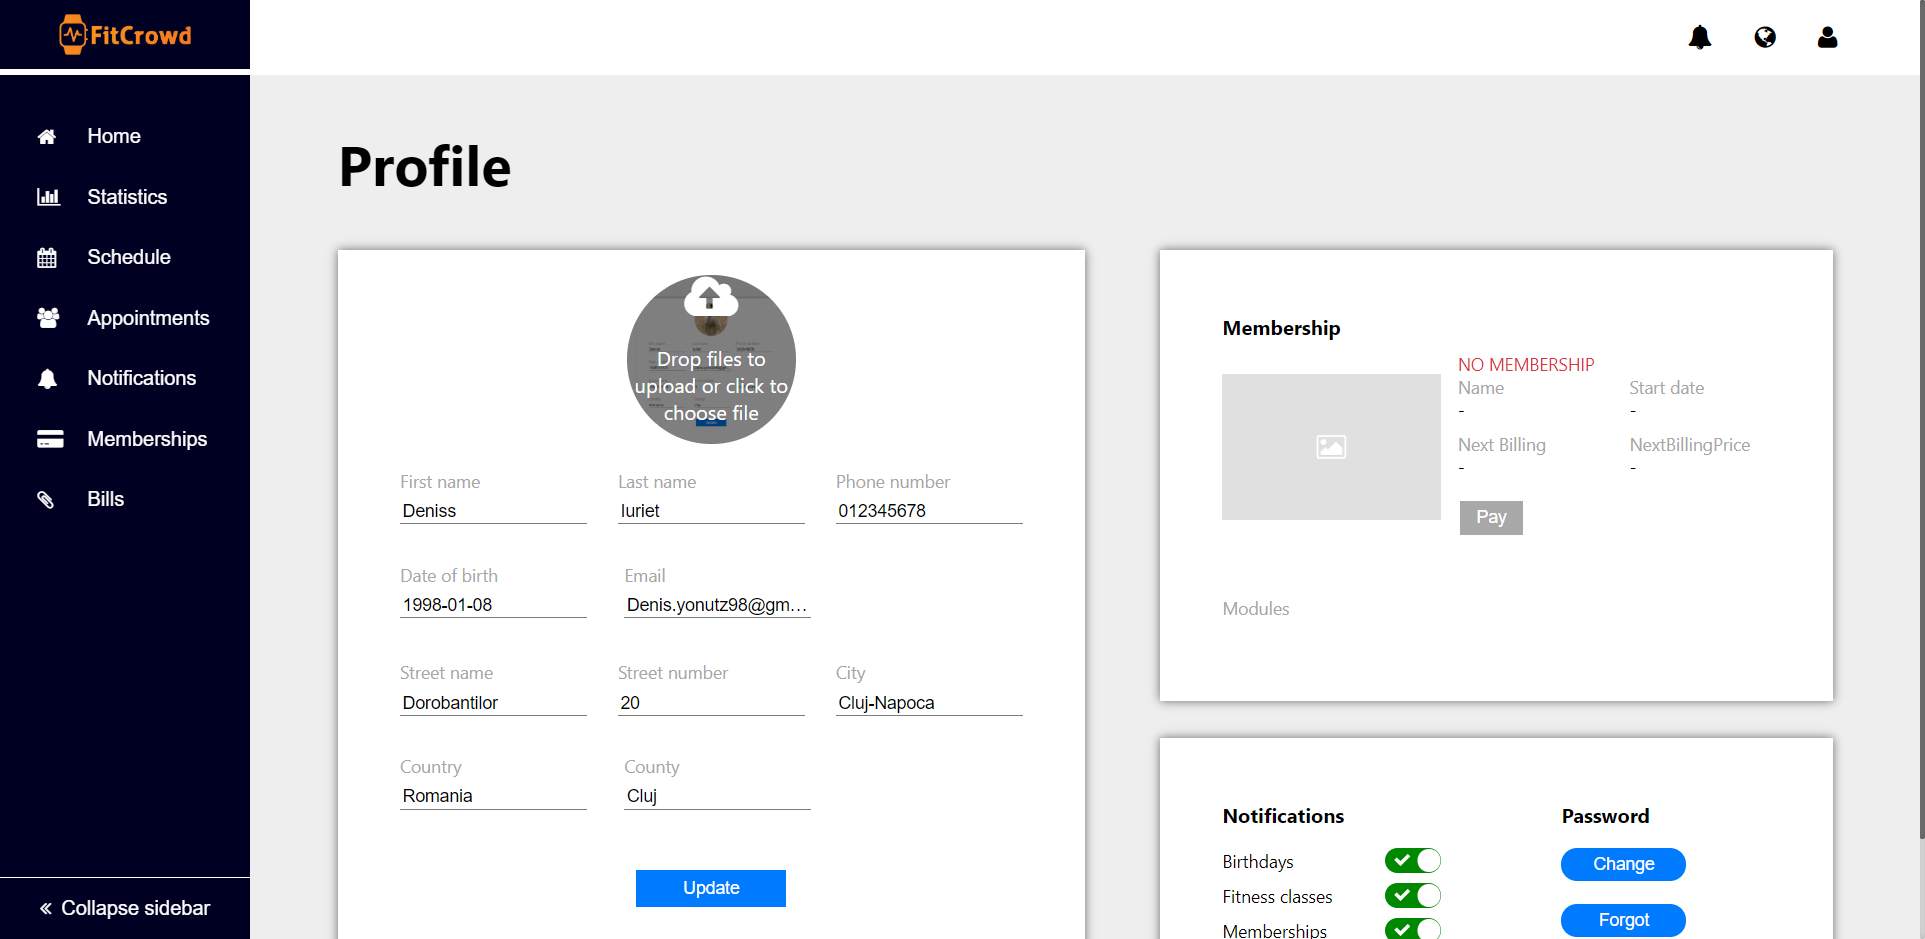 FitCrowd
Home
Statistics
Schedule
Appointments
Notifications
Memberships
Bills
Collapse sidebar
Profile
Drop files to
upload or click to
choose file
First name Last name Phone number
Deniss Iuriet 012345678
Date of birth Email
1998-01-08 Denis.yonutz98@gm...
Street name Street number City
Dorobantilor 20 Cluj-Napoca
Country County
Romania Cluj
Update
Membership
NO MEMBERSHIP
Name Start date
- -
Next Billing NextBillingPrice
- -
Pay
Modules
Notifications
Birthdays
Fitness classes
Memberships
Password
Change
Forgot